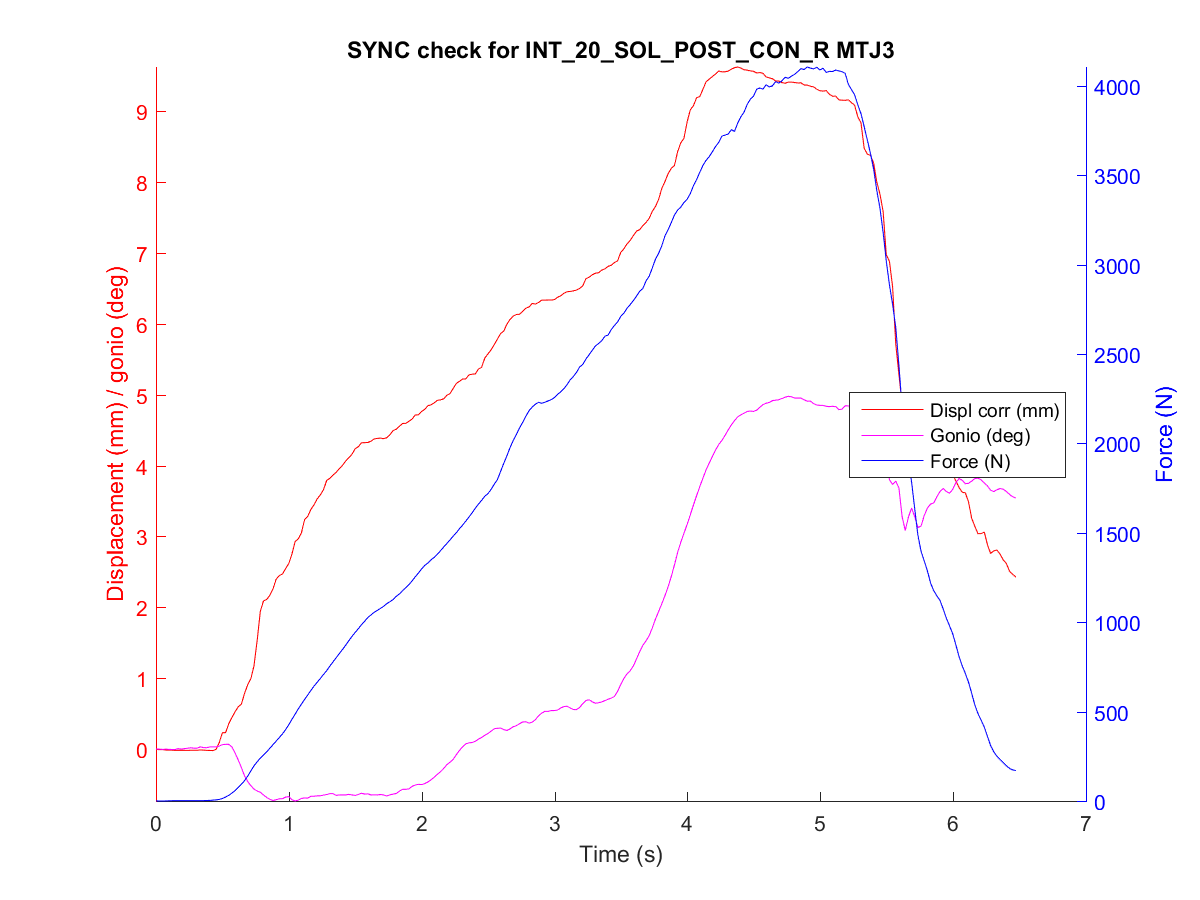 SYNC check for INT_20_SOL_POST_CON_R MTJ3
Displacement (mm) / gonio (deg)
9
8
7
6
5
4
3
2
1
0
4000
3500
3000
2500
2000
1500
1000
500
0
Force (N)
Displ corr (mm)
Gonio (deg)
Force (N)
0 1 2 3 4 5 6 7
Time (s)